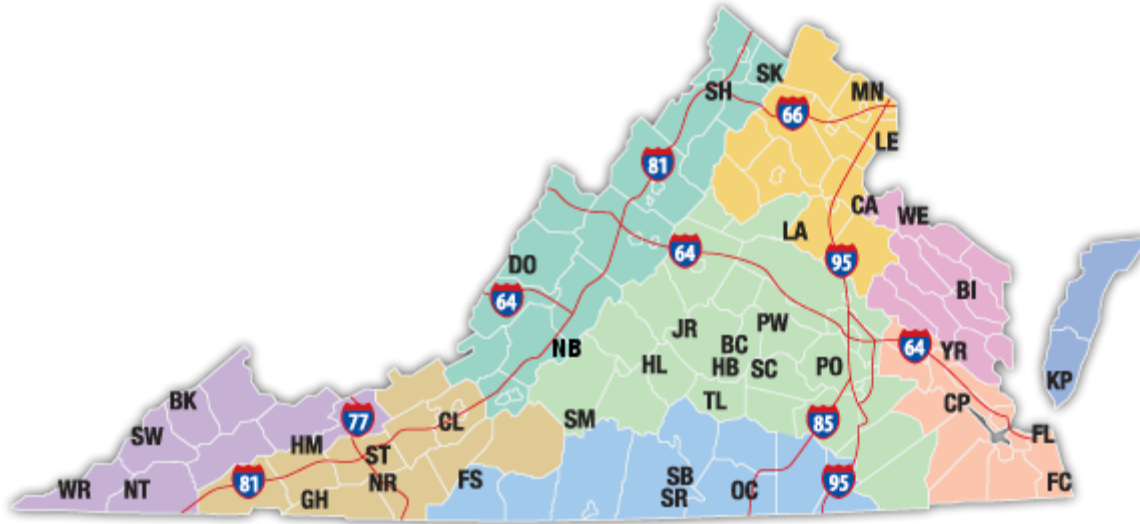 SK
SH
MN
66
LE
81
CA
WE
LA
64
95
DO
BI
64
PW
JR
BC
NB
64
YR
HL
HB
SC
PO
KP
BK
TL
CP
77
SM
85
CL
SW
FL
HM
ST
SB
FS
NR
81
95
FC
WR
NT
GH
SR
OC